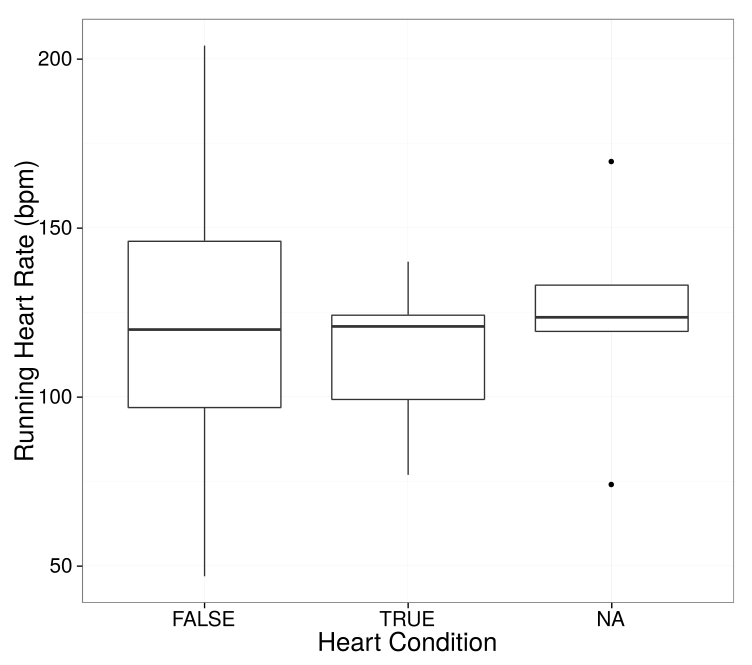 Running Heart Rate (bpm)
200
150
100
50
FALSE TRUE NA
Heart Condition